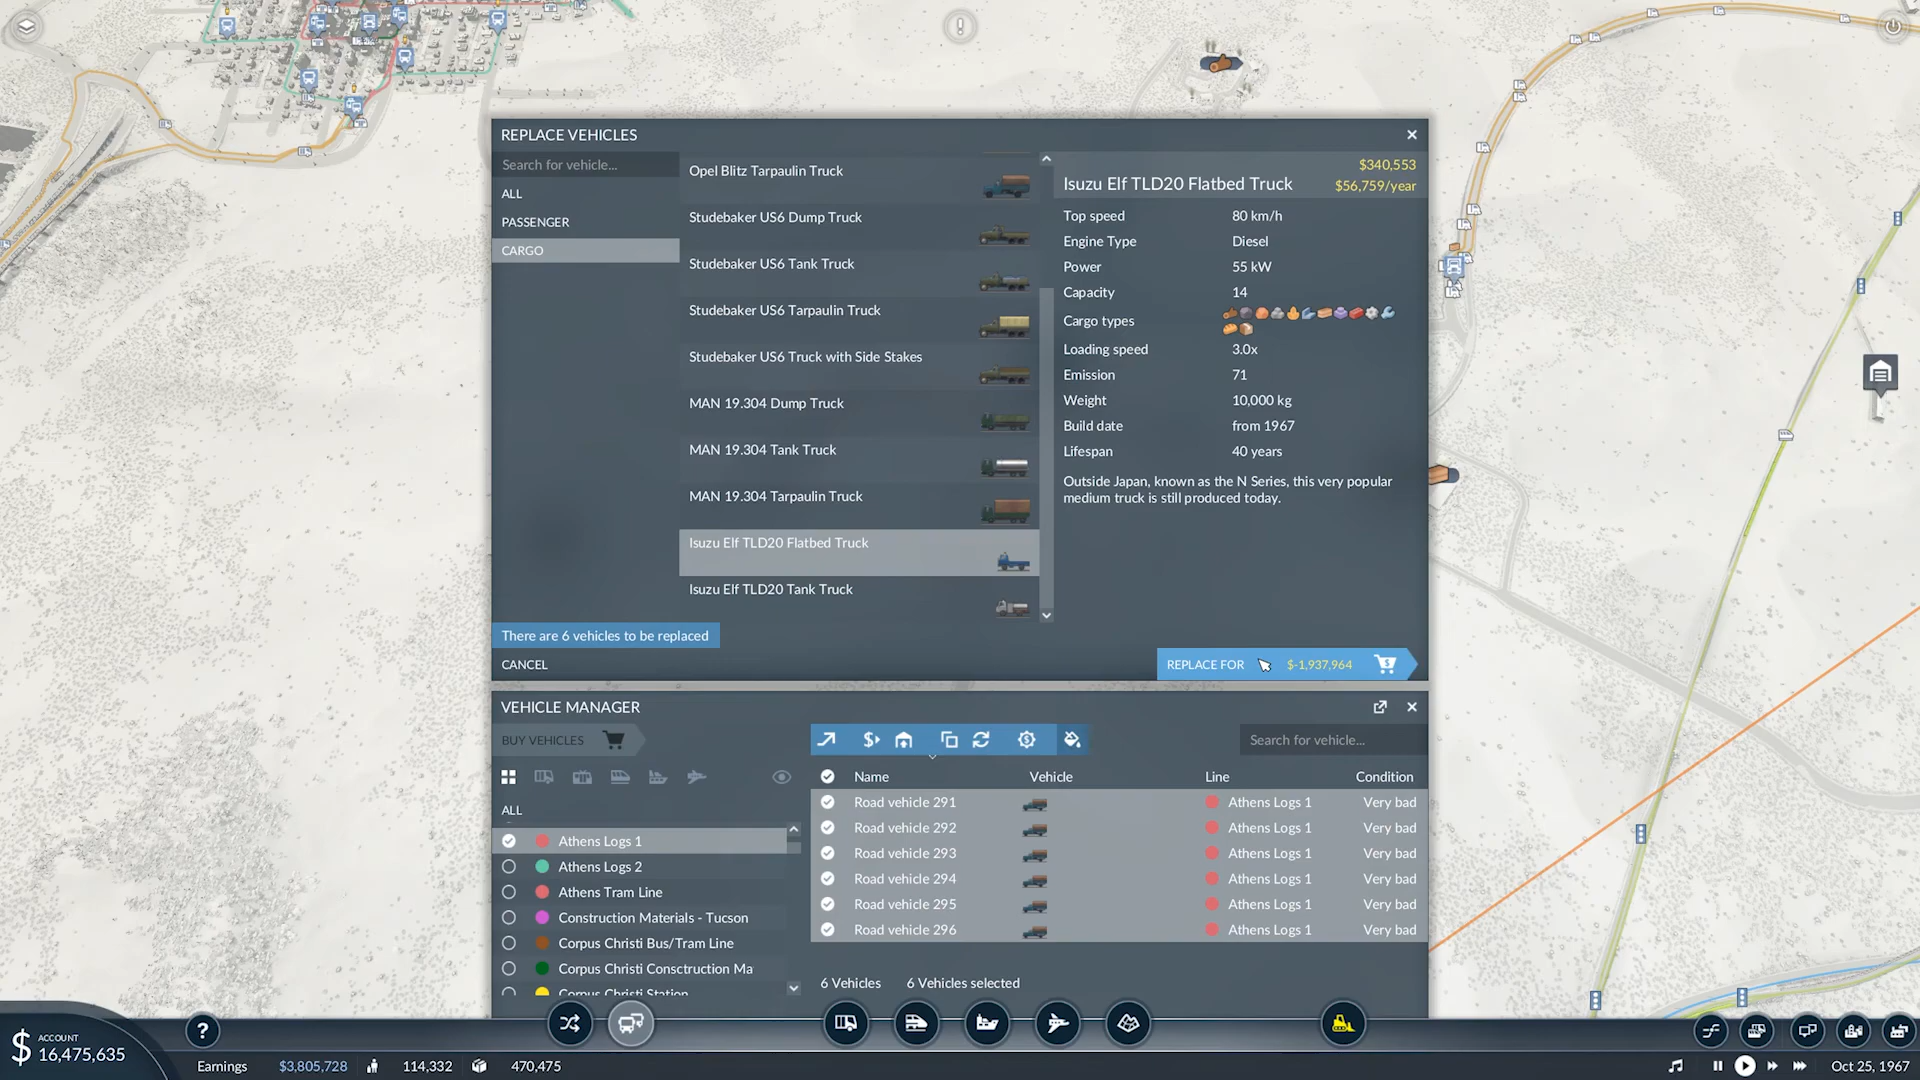 REPLACE VEHICLES
Search for vehicle...
ALL
PASSENGER
CARGO
Opel Blitz Tarpaulin Truck
Studebaker US6 Dump Truck
Studebaker US6 Tank Truck
Studebaker US6 Tarpaulin Truck
Studebaker US6 Truck with Side Stakes
MAN 19.304 Dump Truck
MAN 19.304 Tank Truck
MAN 19.304 Tarpaulin Truck
Isuzu Elf TLD20 Flatbed Truck
Isuzu Elf TLD20 Tank Truck
$340,553
Isuzu Elf TLD20 Flatbed Truck $56,759/year
Top speed 80 km/h
Engine Type Diesel
Power 55 kW
Capacity 14
Cargo types
Loading speed 3.0x
Emission 71
Weight 10,000 kg
Build date from 1967
Lifespan 40 years
Outside Japan, known as the N Series, this very popular
medium truck is still produced today.
There are 6 vehicles to be replaced
CANCEL
REPLACE FOR $-1,937,964
VEHICLE MANAGER
BUY VEHICLES
Search for vehicle...
ALL
Athens Logs 1
Athens Logs 2
Athens Tram Line
Construction Materials - Tucson
Corpus Christi Bus/Tram Line
Corpus Christi Consctruction Ma
Corpus Christi Station
Name Vehicle Line Condition
Road vehicle 291 Athens Logs 1 Very bad
Road vehicle 292 Athens Logs 1 Very bad
Road vehicle 293 Athens Logs 1 Very bad
Road vehicle 294 Athens Logs 1 Very bad
Road vehicle 295 Athens Logs 1 Very bad
Road vehicle 296 Athens Logs 1 Very bad
6 Vehicles 6 Vehicles selected
$ ACCOUNT
16,475,635
?
Earnings $3,805,728 114,332 470,475
Oct 25, 1967